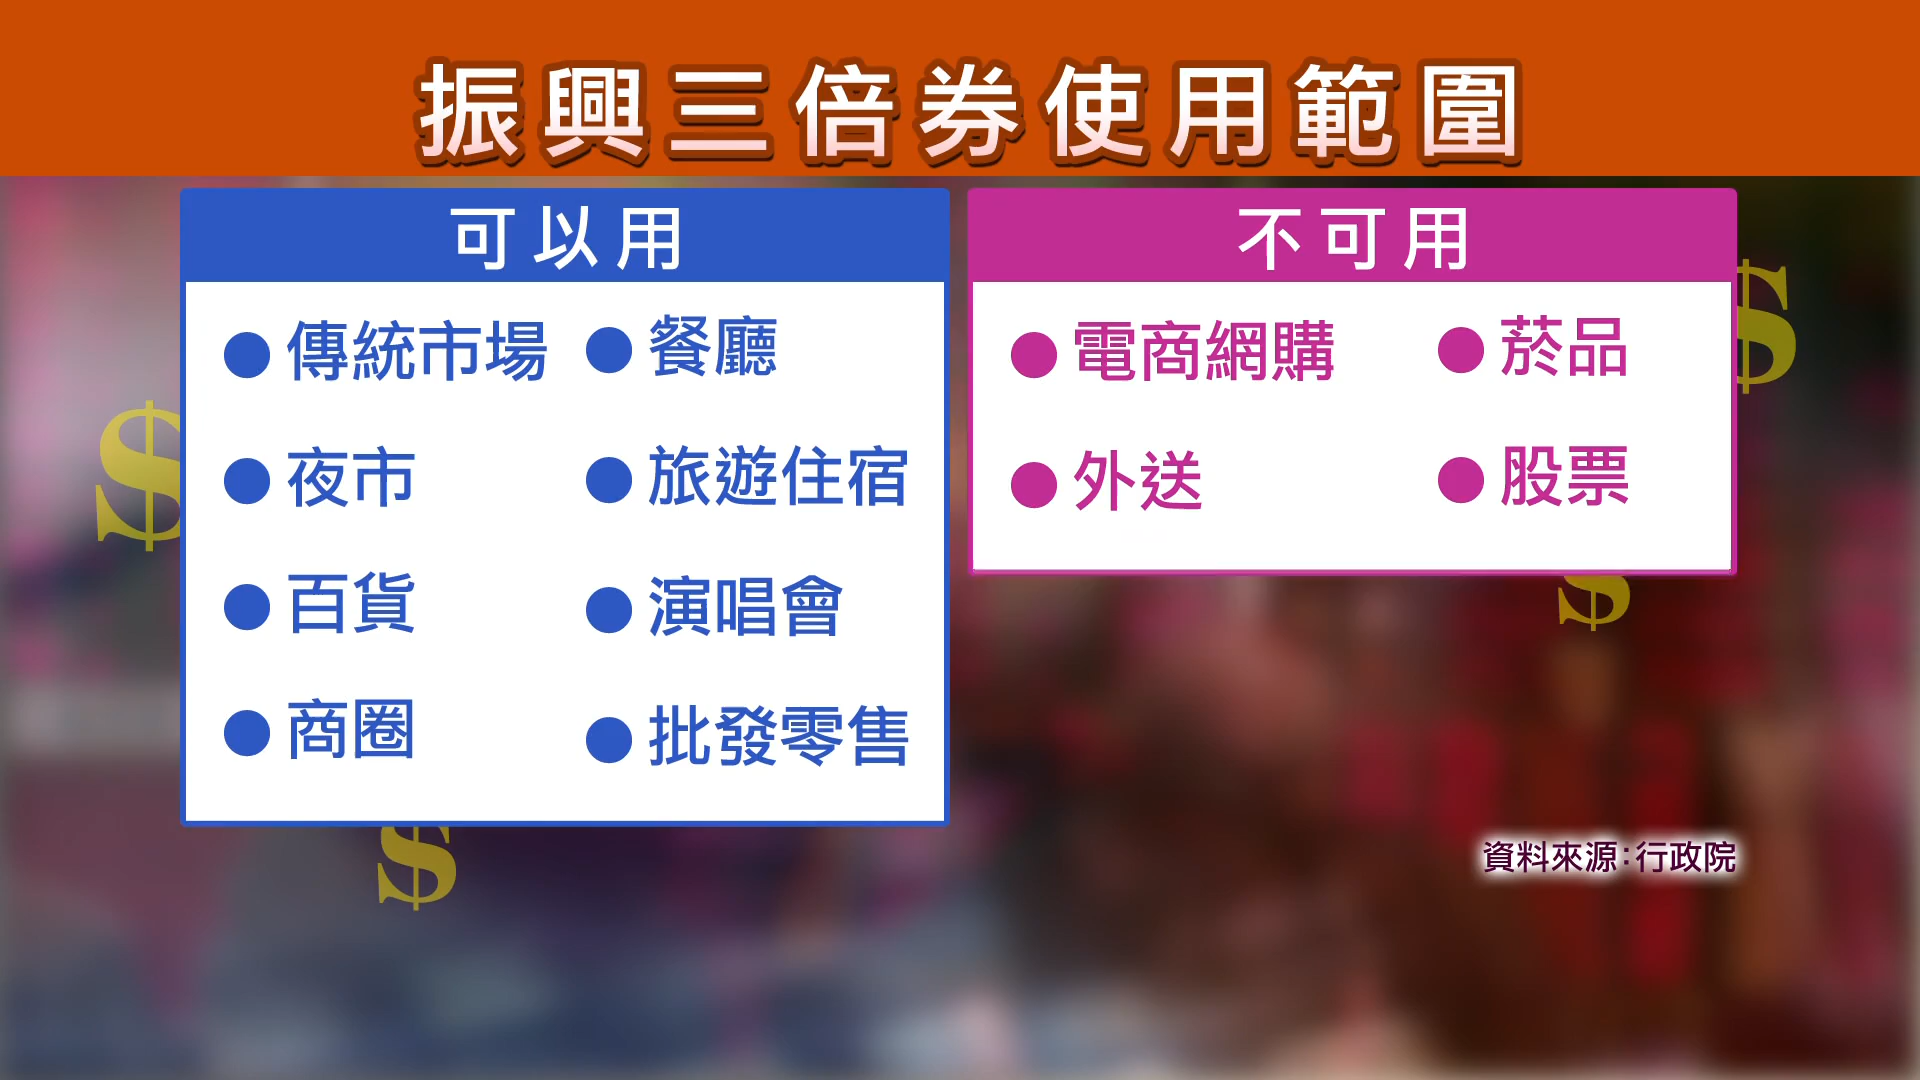 振興三倍券使用範圍
可以用
傳統市場
餐廳
夜市
旅遊住宿
百貨
演唱會
商圈
批發零售
不可用
電商網購
菸品
外送
股票
資料來源:行政院